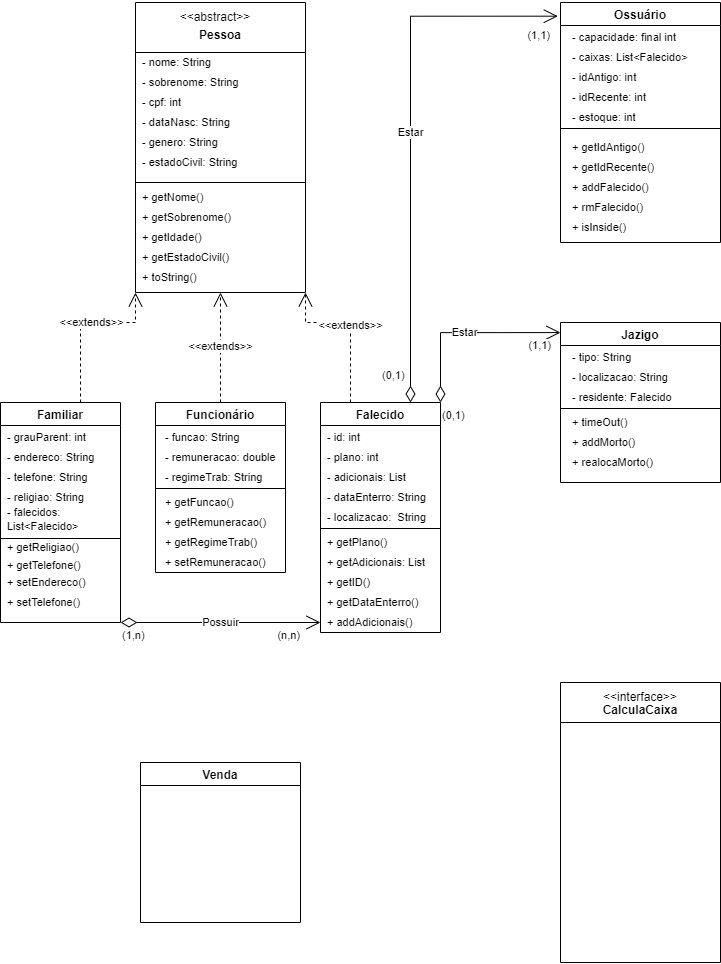 <<abstract>>
Pessoa
- nome: String
- sobrenome: String
- cpf: int
- dataNasc: String
- genero: String
- estadoCivil: String
+ getNome()
+ getSobrenome()
+ getIdade()
+ getEstadoCivil()
+ toString()
Ossuário
- capacidade: final int
- caixas: List<Falecido>
- idAntigo: int
- idRecente: int
- estoque: int
+ getIdAntigo()
+ getIdRecente()
+ addFalecido()
+ rmFalecido()
+ isInside()
(1,1)
Estar
(0,1)
<<extends>>
<<extends>>
<<extends>>
Estar
(1,1)
(0,1)
Jazigo
- tipo: String
- localizacao: String
- residente: Falecido
+ timeOut()
+ addMorto()
+ realocaMorto()
Familiar
- grauParent: int
- endereco: String
- telefone: String
- religiao: String
- falecidos:
List<Falecido>
+ getReligiao()
+ getTelefone()
+ setEndereco()
+ setTelefone()
Funcionário
- funcao: String
- remuneracao: double
- regimeTrab: String
+ getFuncao()
+ getRemuneracao()
+ getRegimeTrab()
+ setRemuneracao()
Falecido
- id: int
- plano: int
- adicionais: List
- dataEnterro: String
- localizacao:  String
+ getPlano()
+ getAdicionais: List
+ getID()
+ getDataEnterro()
+ addAdicionais()
Possuir
(1,n)
(n,n)
Venda
<<interface>>
CalculaCaixa